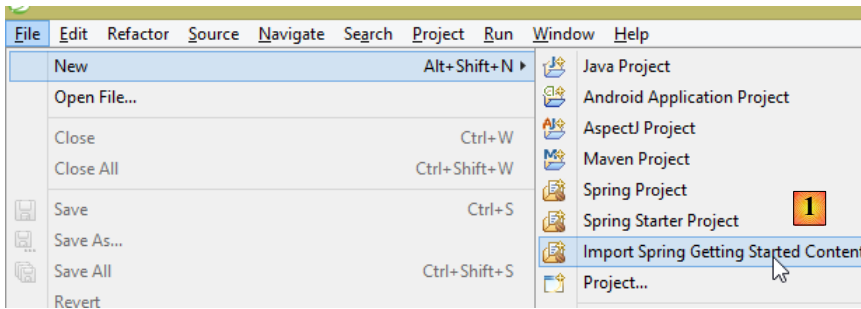 File Edit Refactor Source Navigate Search Project Run Window Help
New Alt+Shift+N
Open File...
Close Ctrl+W
Close All Ctrl+Shift+W
Save Ctrl+S
Save As...
Save All Ctrl+Shift+S
Revert
Java Project
Android Application Project
AspectJ Project
Maven Project
Spring Project
Spring Starter Project
1
Import Spring Getting Started Content
Project...